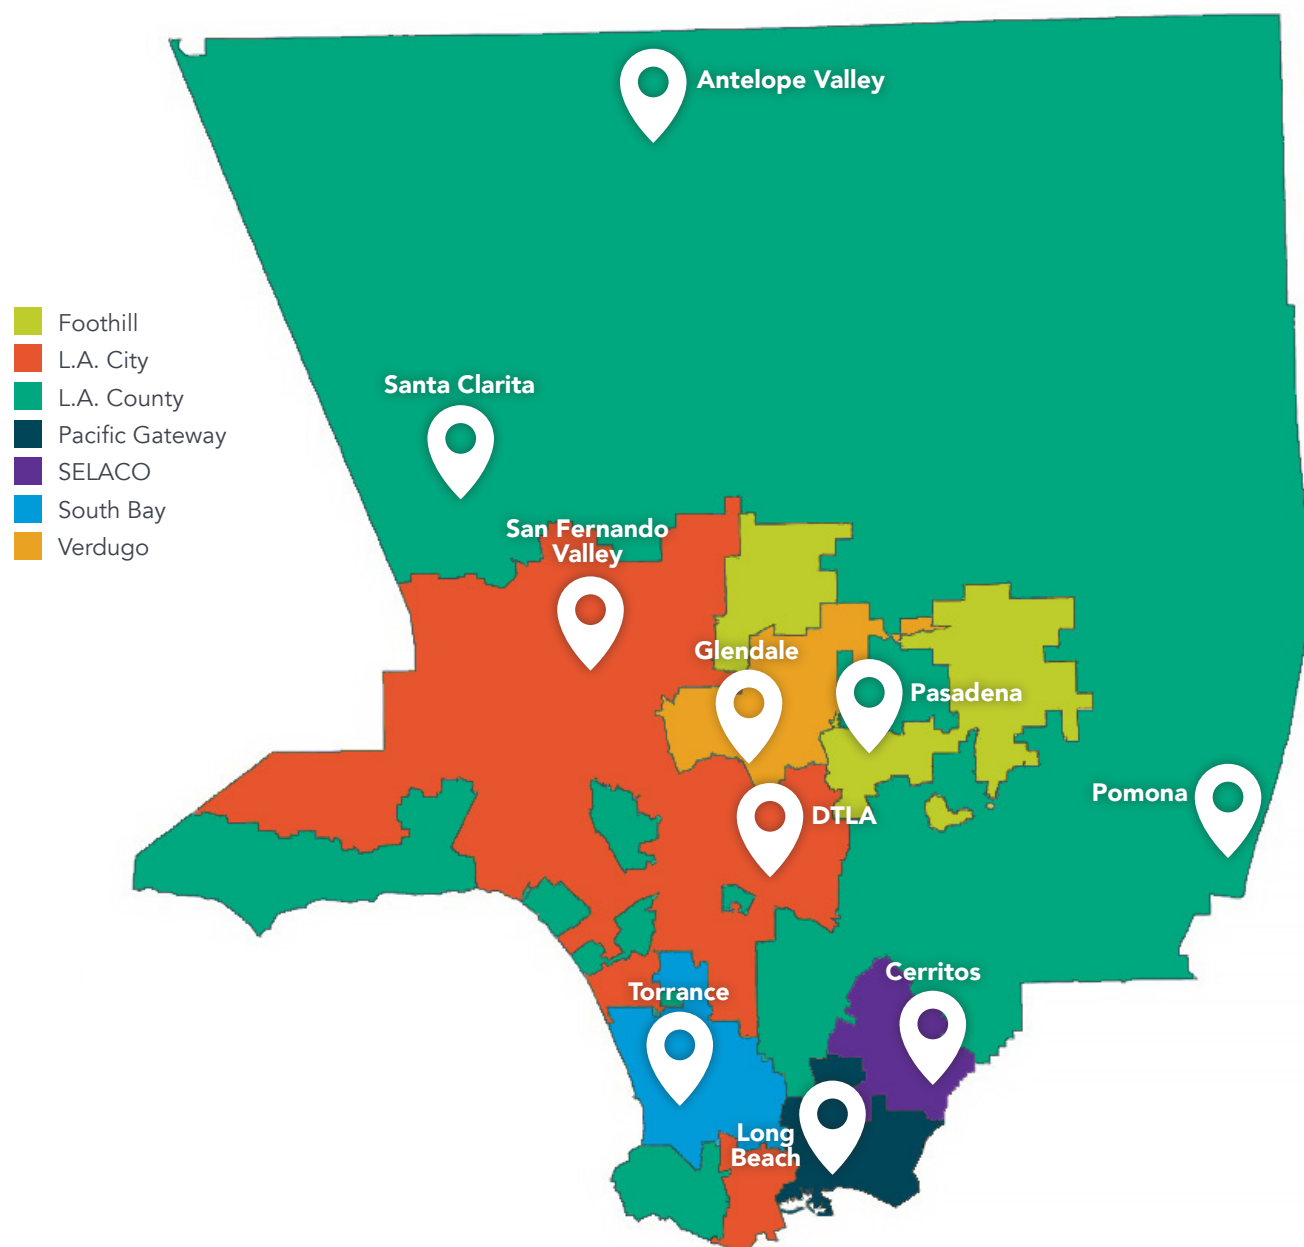 Antelope Valley
Foothill
L.A. City
L.A. County
Pacific Gateway
SELACO
South Bay
Verdugo
Santa Clarita
San Fernando
Valley
Glendale
Pasadena
Pomona
DTLA
Cerritos
Torrance
Long
Beach